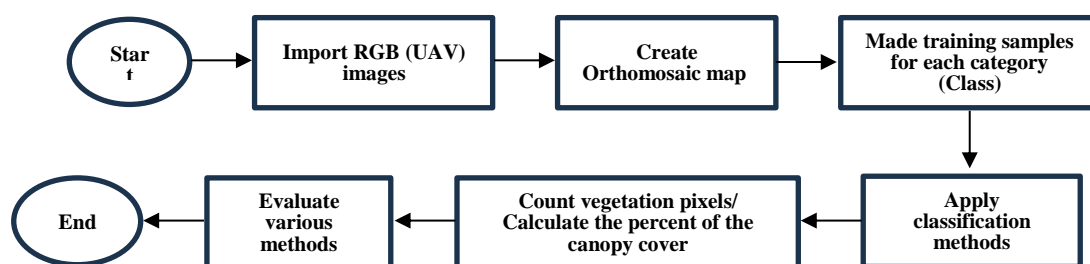 Star
t
Import RGB (UAV)
images
Create
Orthomosaic map
Made training samples
for each category
(Class)
Apply
classification
methods
Count vegetation pixels/
Calculate the percent of the
canopy cover
Evaluate
various
methods
End